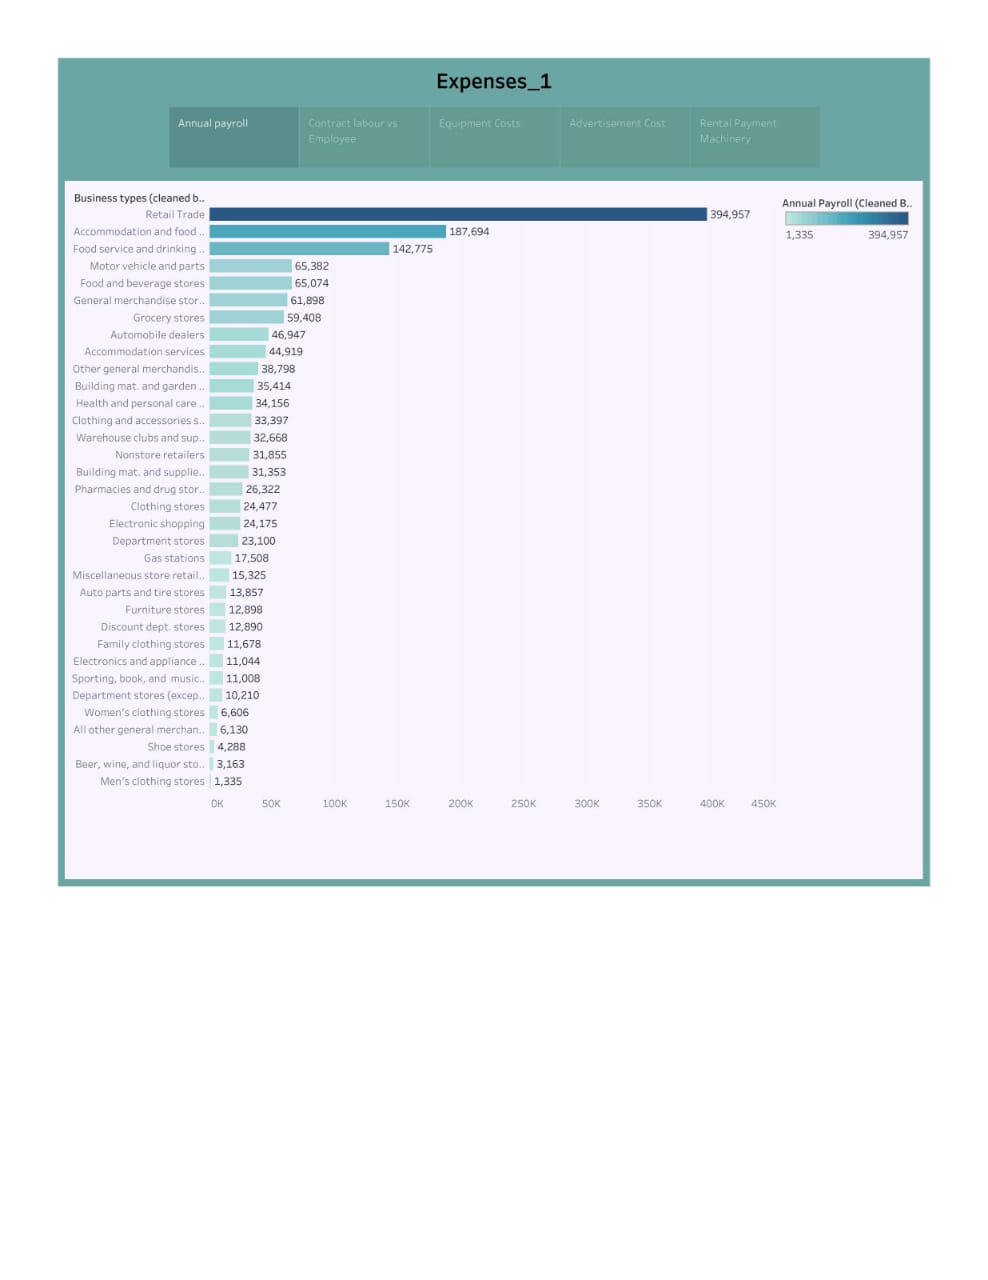 Expenses_1
Annual payroll
Contract labour vs
Employee
Equipment Costs
Advertisement Cost
Rental Payment
Machinery
Business types (cleaned b..
Retail Trade 394,957
Accommodation and food .. 187,694
Food service and drinking .. 142,775
Motor vehicle and parts 65,382
Food and beverage stores 65,074
General merchandise stor.. 61,898
Grocery stores 59,408
Automobile dealers 46,947
Accommodation services 44,919
Other general merchandis.. 38,798
Building mat. and garden .. 35,414
Health and personal care .. 34,156
Clothing and accessories s.. 33,397
Warehouse clubs and sup.. 32,668
Nonstore retailers 31,855
Building mat. and supplie.. 31,353
Pharmacies and drug stor.. 26,322
Clothing stores 24,477
Electronic shopping 24,175
Department stores 23,100
Gas stations 17,508
Miscellaneous store retail.. 15,325
Auto parts and tire stores 13,857
Furniture stores 12,898
Discount dept. stores 12,890
Family clothing stores 11,678
Electronics and appliance .. 11,044
Sporting, book, and music.. 11,008
Department stores (excep.. 10,210
Women's clothing stores 6,606
All other general merchan.. 6,130
Shoe stores 4,288
Beer, wine, and liquor sto.. 3,163
Men's clothing stores 1,335
0K 50K 100K 150K 200K 250K 300K 350K 400K 450K
Annual Payroll (Cleaned B..
1,335 394,957